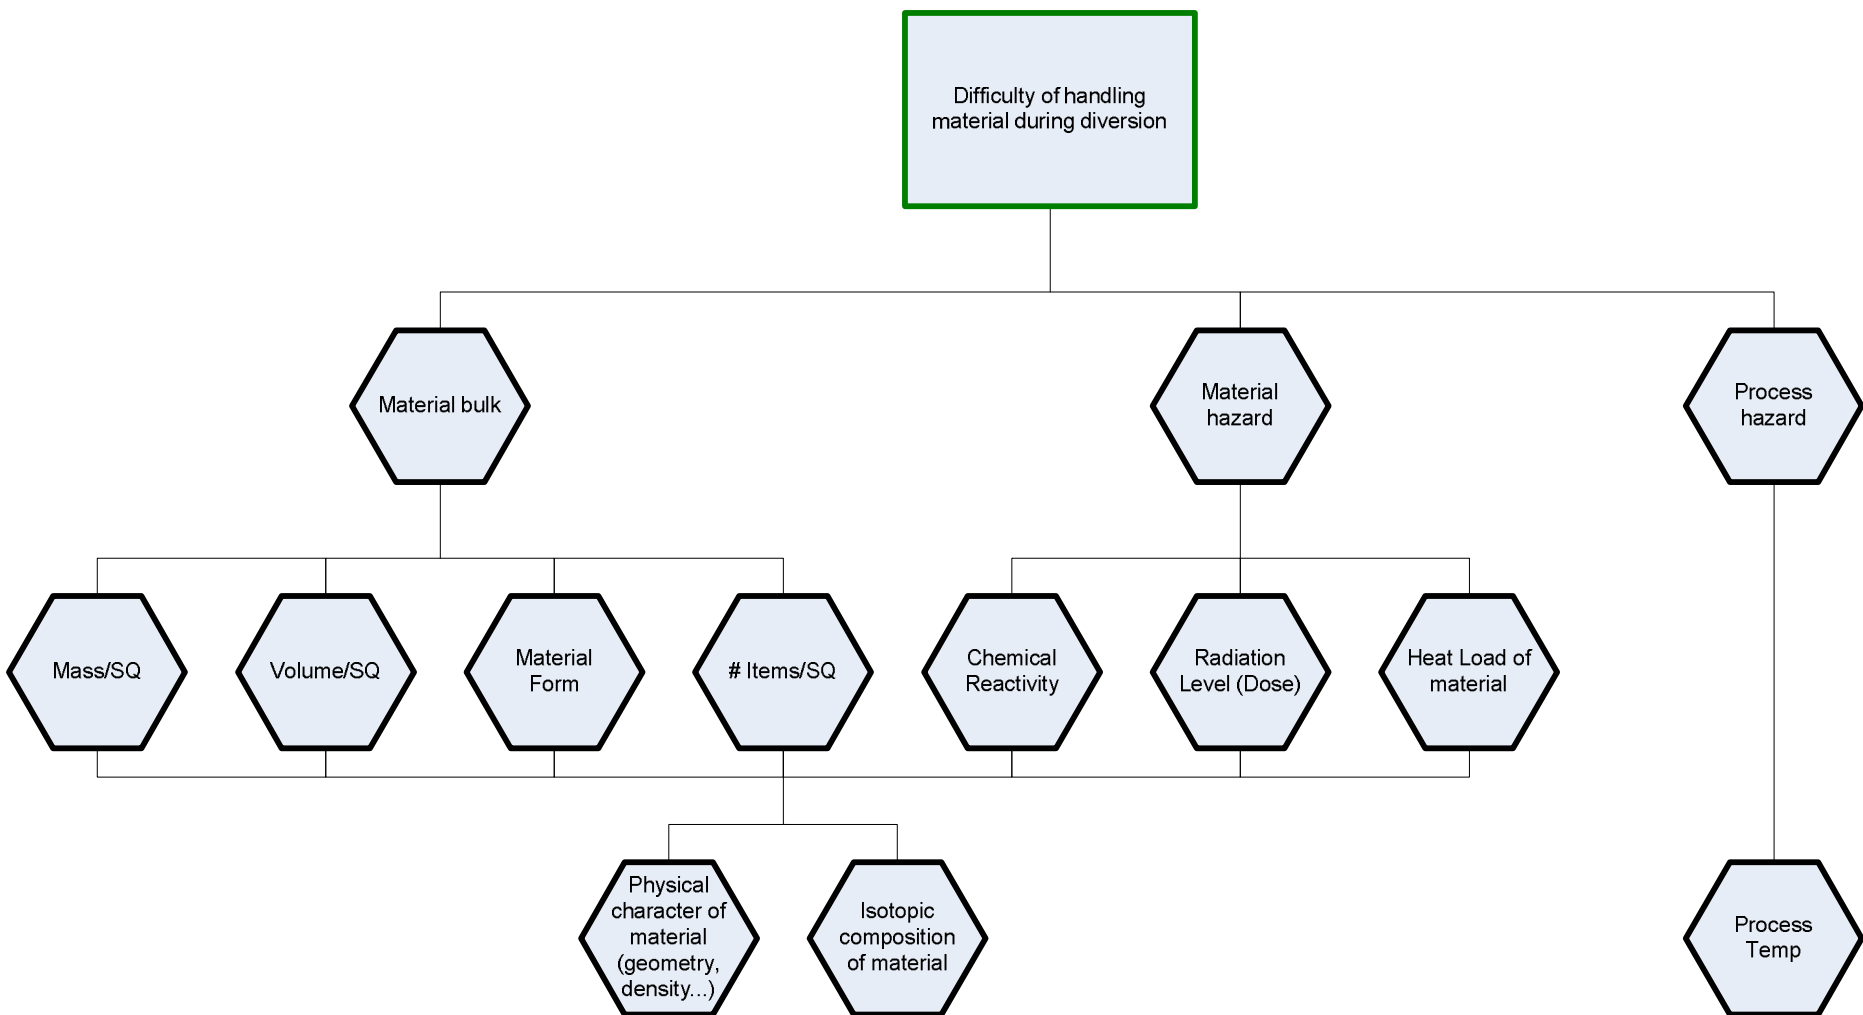 Difficulty of handling
material during diversion
Material bulk
Material
hazard
Process
hazard
Mass/SQ
Volume/SQ
Material
Form
# Items/SQ
Chemical
Reactivity
Radiation
Level (Dose)
Heat Load of
material
Physical
character of
material
(geometry,
density...)
Isotopic
composition
of material
Process
Temp